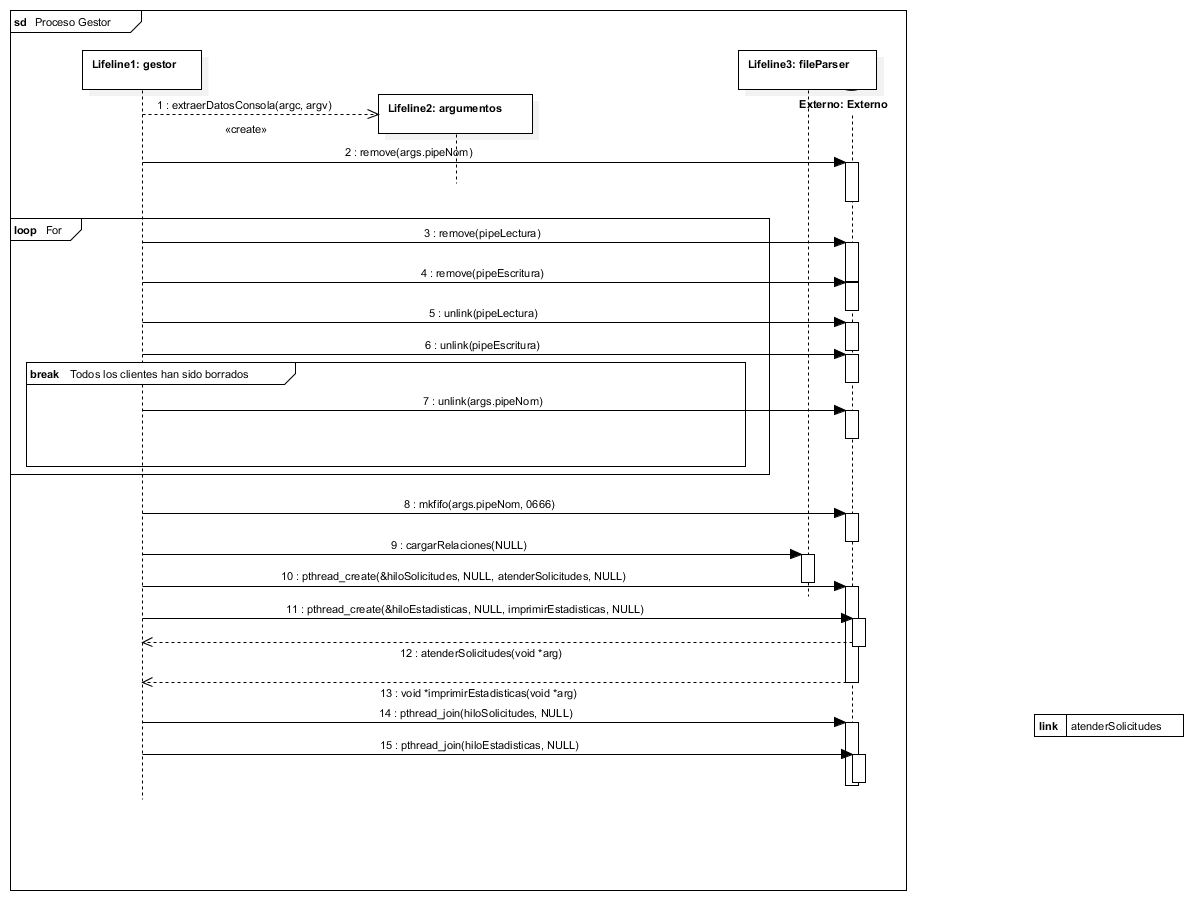 sd Proceso Gestor
Lifeline1: gestor
Lifeline3: fileParser
1 : extraerDatosConsola(argc, argv)
Lifeline2: argumentos
Externo: Externo
«create»
2 : remove(args.pipeNom)
loop For
3 : remove(pipeLectura)
4 : remove(pipeEscritura)
5 : unlink(pipeLectura)
6 : unlink(pipeEscritura)
break Todos los clientes han sido borrados
7 : unlink(args.pipeNom)
8 : mkfifo(args.pipeNom, 0666)
9 : cargarRelaciones(NULL)
10 : pthread_create(&hiloSolicitudes, NULL, atenderSolicitudes, NULL)
11 : pthread_create(&hiloEstadisticas, NULL, imprimirEstadisticas, NULL)
12 : atenderSolicitudes(void *arg)
13 : void *imprimirEstadisticas(void *arg)
14 : pthread_join(hiloSolicitudes, NULL)
link atenderSolicitudes
15 : pthread_join(hiloEstadisticas, NULL)